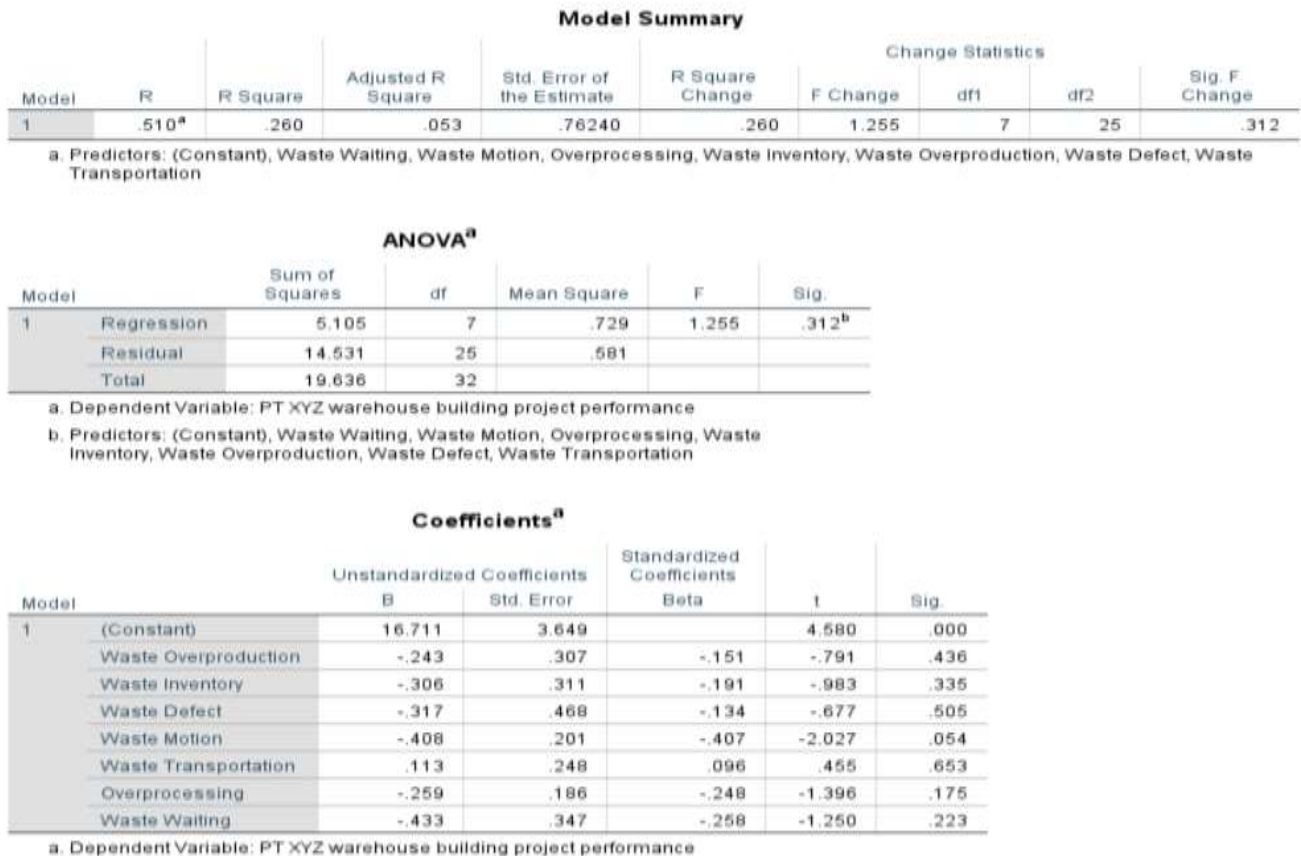 Model Summary
Change Statistics
Model R R Square Adjusted R Square Std. Error of the Estimate R Square Change F Change df1 df2 Sig. F Change
1 .510a .260 .053 .76240 .260 1.255 7 25 .312
a. Predictors: (Constant), Waste Waiting, Waste Motion, Overprocessing, Waste Inventory, Waste Overproduction, Waste Defect, Waste
Transportation
ANOVAa
Model Sum of Squares df Mean Square F Sig.
1 Regression 5.105 7 .729 1.255 .312b
Residual 14.531 25 .581
Total 19.636 32
a. Dependent Variable: PT XYZ warehouse building project performance
b. Predictors: (Constant), Waste Waiting, Waste Motion, Overprocessing, Waste
Inventory, Waste Overproduction, Waste Defect, Waste Transportation
Coefficientsa
Unstandardized Coefficients Standardized Coefficients
Model B Std. Error Beta t Sig.
1 (Constant) 16.711 3.649 4.580 .000
Waste Overproduction -.243 .307 -.151 -.791 .436
Waste Inventory -.306 .311 -.191 -.983 .335
Waste Defect -.317 .468 -.134 -.677 .505
Waste Motion -.408 .201 -.407 -2.027 .054
Waste Transportation .113 .248 .096 .455 .653
Overprocessing -.259 .186 -.248 -1.396 .175
Waste Waiting -.433 .347 -.258 -1.250 .223
a. Dependent Variable: PT XYZ warehouse building project performance